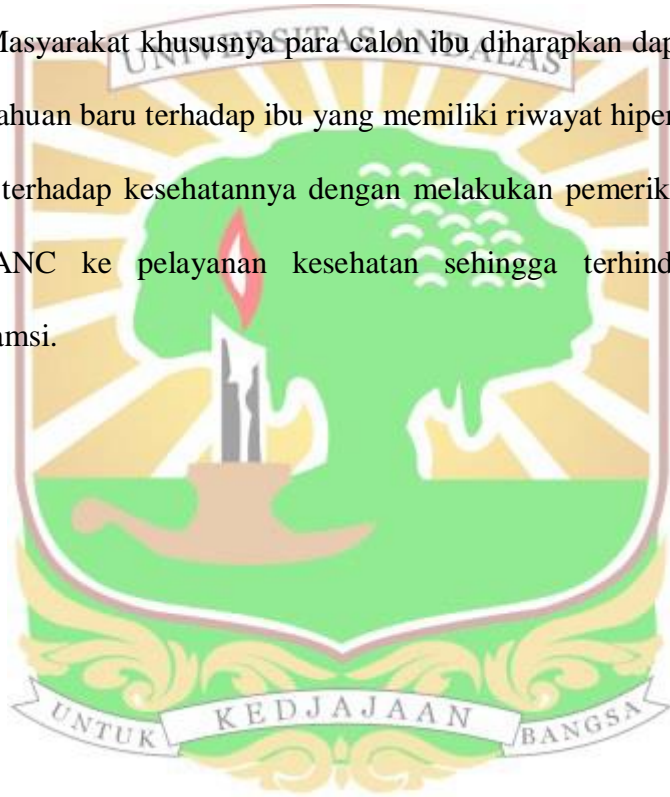 Masyarakat khususnya para calon ibu diharapkan dap
UNIVERSITAS ANDALAS
ahuan baru terhadap ibu yang memiliki riwayat hiper
terhadap kesehatannya dengan melakukan pemerik
ANC ke pelayanan kesehatan sehingga terhind
amsi.
UNTUK KEDJAJAAN BANGSA